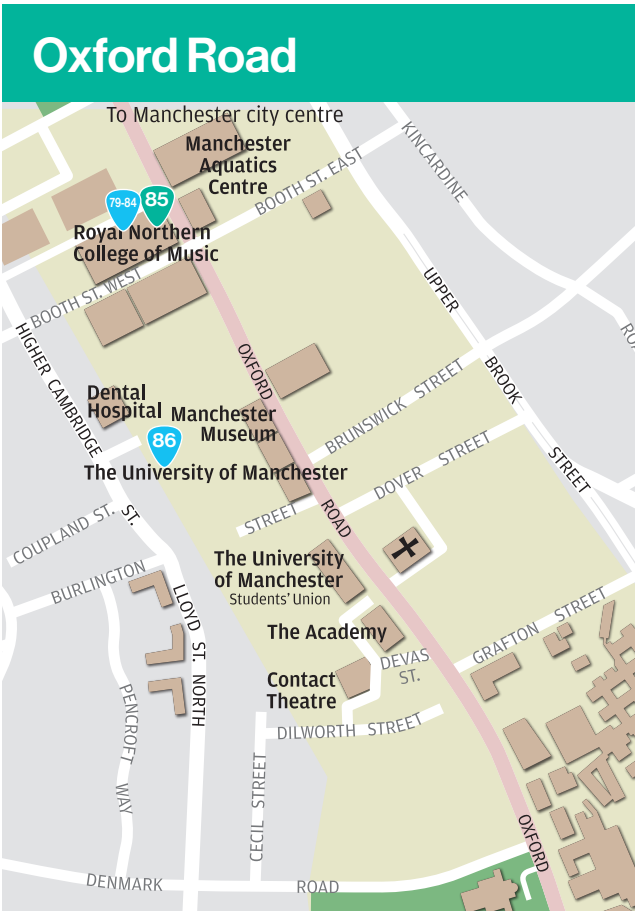 Oxford Road
To Manchester city centre
Manchester
Aquatics
Centre
KINCARDINE
BOOTH ST. EAST
79-84
85
Royal Northern
College of Music
BOOTH ST. WEST
UPPER
BROOK
STREET
HIGHER CAMBRIDGE
ST.
OXFORD
ROAD
Dental
Hospital
Manchester
Museum
BRUNSWICK STREET
86
The University of Manchester
DOVER STREET
STREET
COUPLAND ST.
BURLINGTON
The University
of Manchester
Students' Union
LLOYD ST. NORTH
The Academy
GRAFTON STREET
DEVAS
ST.
Contact
Theatre
PENCROFT WAY
DILWORTH STREET
CECIL STREET
OXFORD
DENMARK ROAD